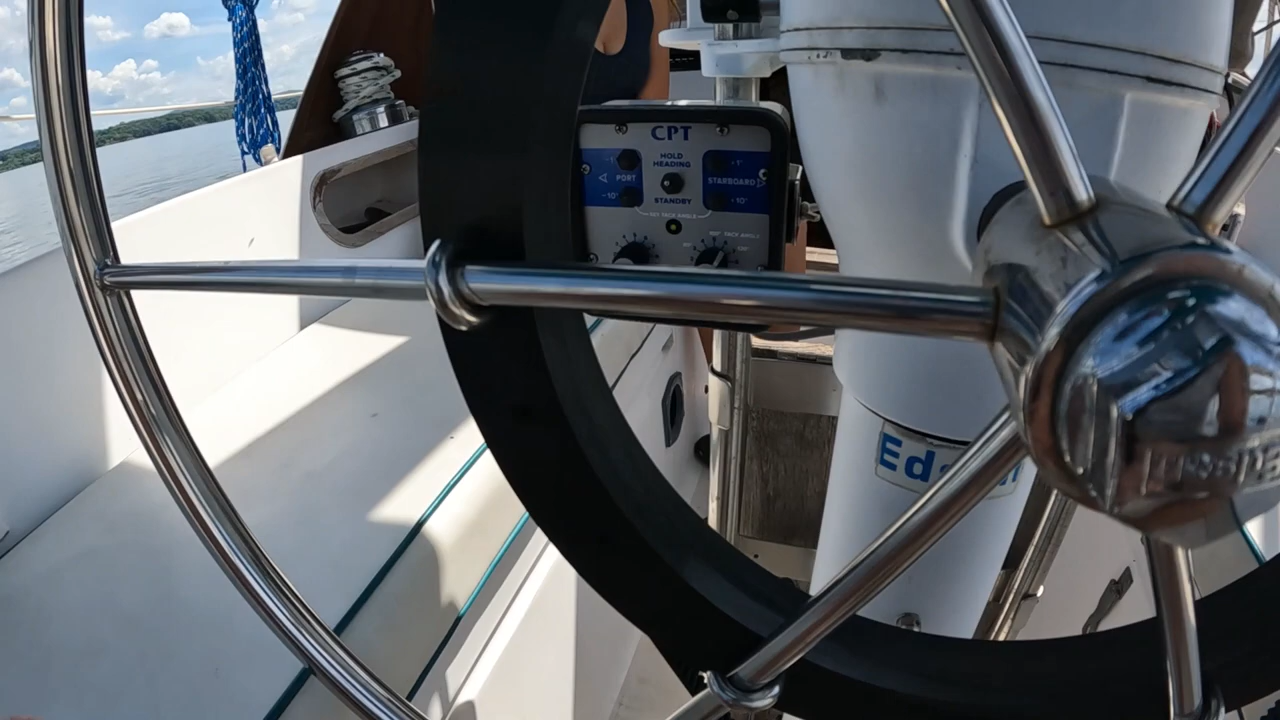 CPT
HOLD
HEADING
1° 1°
PORT STARBOARD
10° 10°
STANDBY
SET TACK ANGLE
TACK ANGLE
Ed